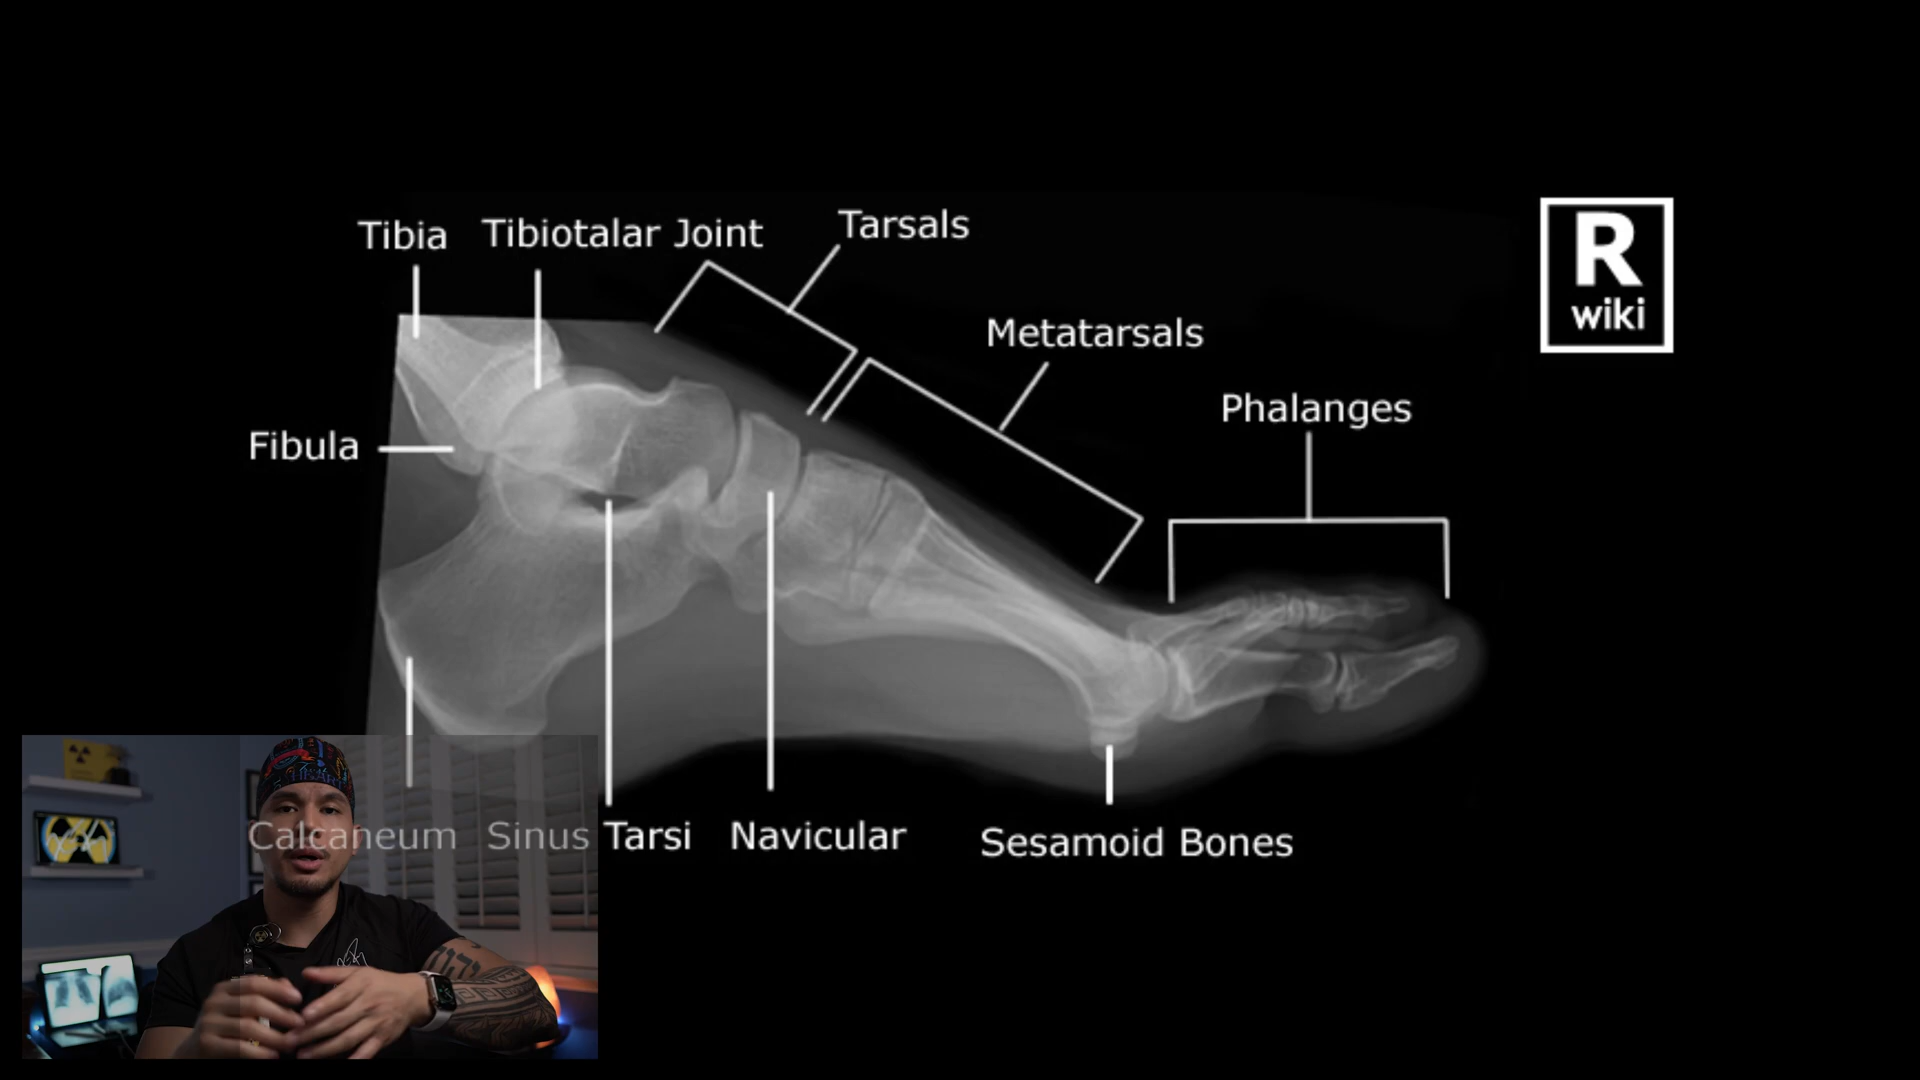 Tibia
Tibiotalar Joint
Tarsals
R
wiki
Metatarsals
Phalanges
Fibula
Calcaneum
Sinus Tarsi
Navicular
Sesamoid Bones